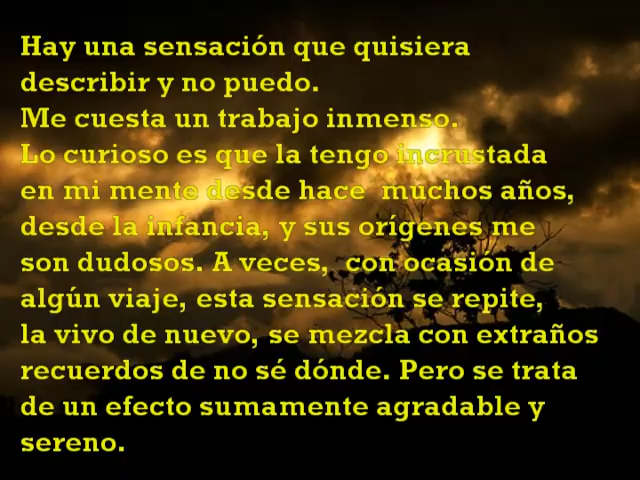 Hay una sensación que quisiera
describir y no puedo.
Me cuesta un trabajo inmenso.
Lo curioso es que la tengo incrustada
en mi mente desde hace  muchos años,
desde la infancia, y sus orígenes me
son dudosos. A veces,  con ocasión de
algún viaje, esta sensación se repite,
la vivo de nuevo, se mezcla con extraños
recuerdos de no sé dónde. Pero se trata
de un efecto sumamente agradable y
sereno.